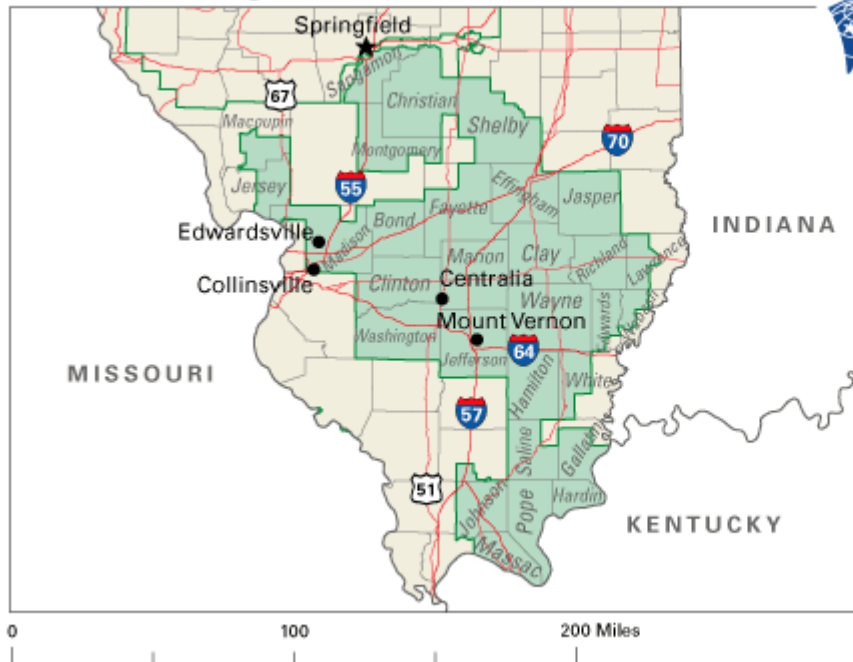 Springfield
Sangamon
Christian
67
Macoupin
Shelby
70
Montgomery
Jersey
55
Effingham
Jasper
Fayette
Bond
INDIANA
Edwardsville
Madison
Marion
Clay
Richland
Lawrence
Collinsville
Clinton
Centralia
Wayne
Edwards
Washington
Mount Vernon
Jefferson
64
MISSOURI
Hamilton
White
57
Saline
Gallatin
51
Johnson
Pope
Hardin
KENTUCKY
Massac
0
100
200 Miles